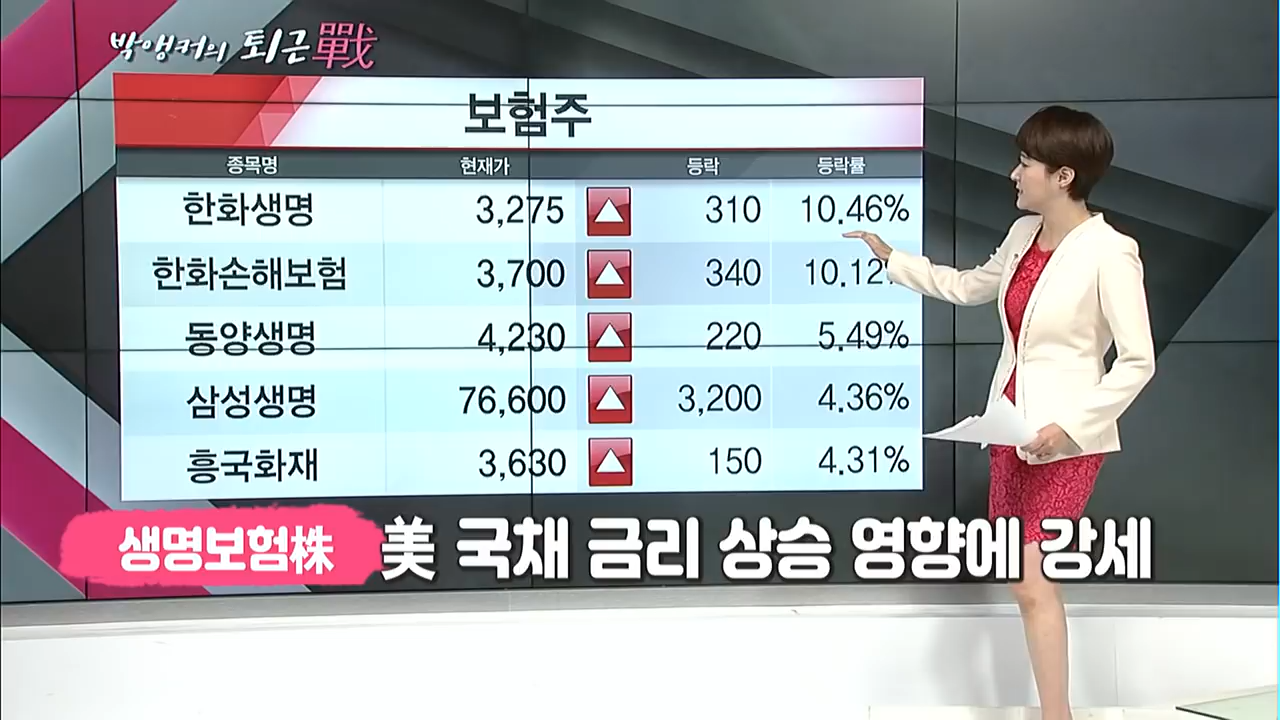 박앵커의 퇴근戰
보험주
종목명 현재가 등락 등락률
한화생명 3,275 ▲ 310 10.46%
한화손해보험 3,700 ▲ 340 10.12%
동양생명 4,230 ▲ 220 5.49%
삼성생명 76,600 ▲ 3,200 4.36%
흥국화재 3,630 ▲ 150 4.31%
생명보험株 美 국채 금리 상승 영향에 강세